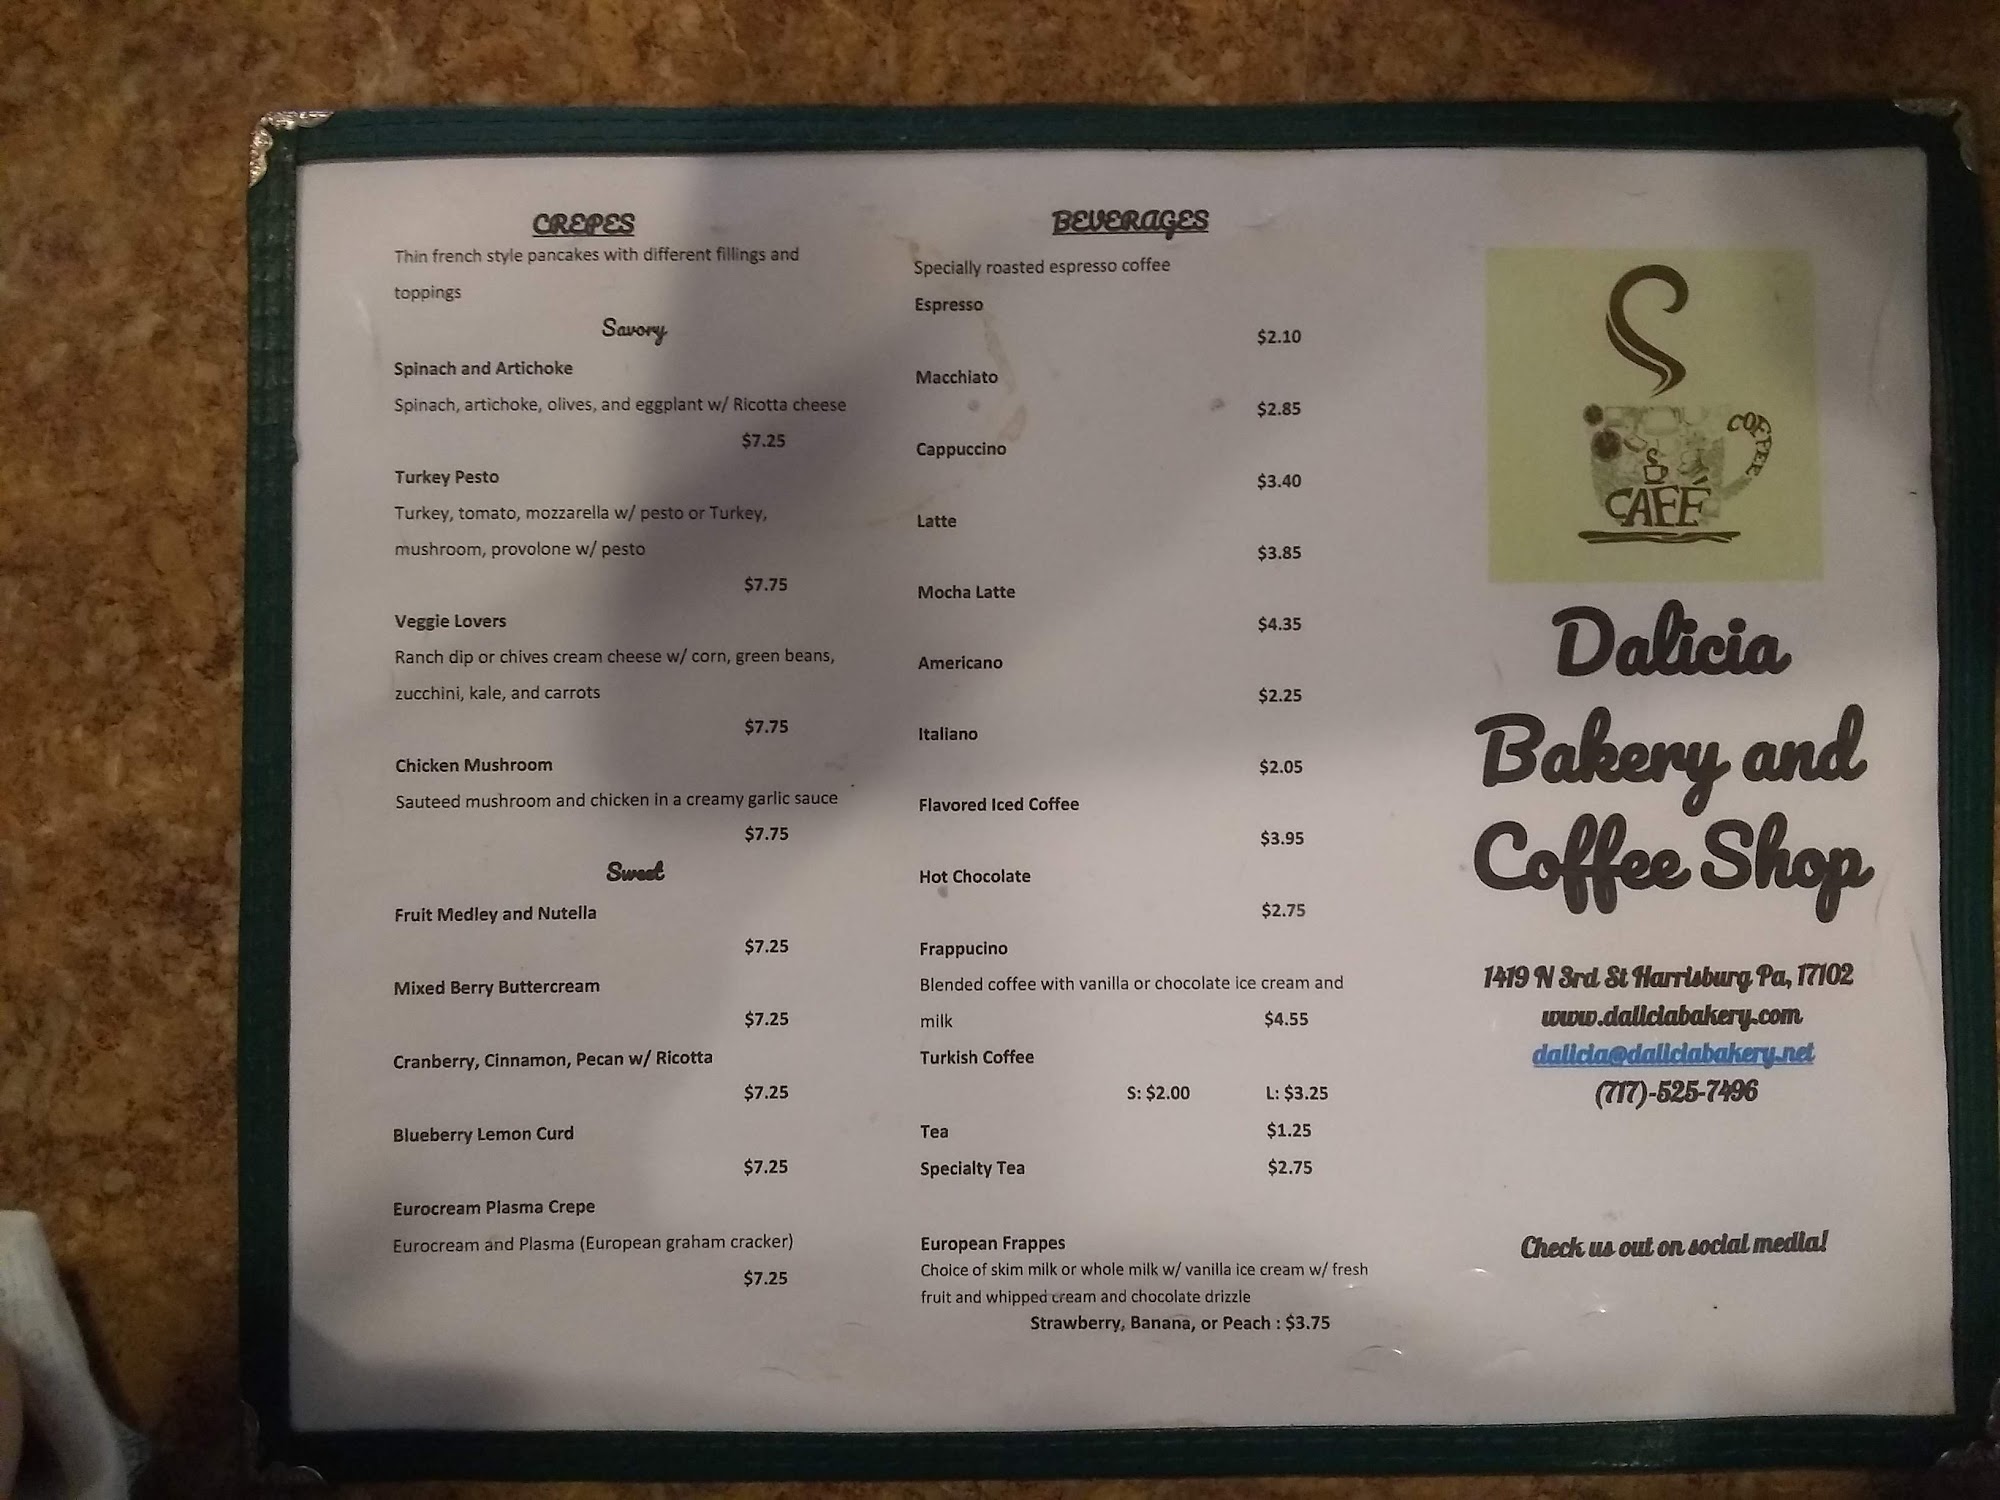 CREPES
Thin french style pancakes with different fillings and
toppings
Savory
Spinach and Artichoke
Spinach, artichoke, olives, and eggplant w/ Ricotta cheese
$7.25
Turkey Pesto
Turkey, tomato, mozzarella w/ pesto or Turkey,
mushroom, provolone w/ pesto
$7.75
Veggie Lovers
Ranch dip or chives cream cheese w/ corn, green beans,
zucchini, kale, and carrots
$7.75
Chicken Mushroom
Sauteed mushroom and chicken in a creamy garlic sauce
$7.75
Sweet
Fruit Medley and Nutella
$7.25
Mixed Berry Buttercream
$7.25
Cranberry, Cinnamon, Pecan w/ Ricotta
$7.25
Blueberry Lemon Curd
$7.25
Eurocream Plasma Crepe
Eurocream and Plasma (European graham cracker)
$7.25
BEVERAGES
Specially roasted espresso coffee
Espresso
$2.10
Macchiato
$2.85
Cappuccino
$3.40
Latte
$3.85
Mocha Latte
$4.35
Americano
$2.25
Italiano
$2.05
Flavored Iced Coffee
$3.95
Hot Chocolate
$2.75
Frappucino
Blended coffee with vanilla or chocolate ice cream and
milk $4.55
Turkish Coffee
S: $2.00 L: $3.25
Tea $1.25
Specialty Tea $2.75
European Frappes
Choice of skim milk or whole milk w/ vanilla ice cream w/ fresh
fruit and whipped cream and chocolate drizzle
Strawberry, Banana, or Peach : $3.75
COFFEE
CAFE
Dalicia
Bakery and
Coffee Shop
1419 N 3rd St Harrisburg Pa, 17102
www.daliciabakery.com
dalicia@daliciabakery.net
(717)-525-7496
Check us out on social media!